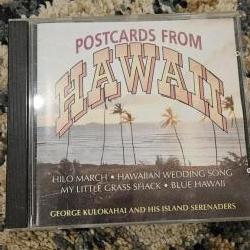 POSTCARDS FROM
HAWAII
HILO MARCH • HAWAIIAN WEDDING SONG
MY LITTLE GRASS SHACK • BLUE HAWAII
GEORGE KULOKAHAI AND HIS ISLAND SERENADERS